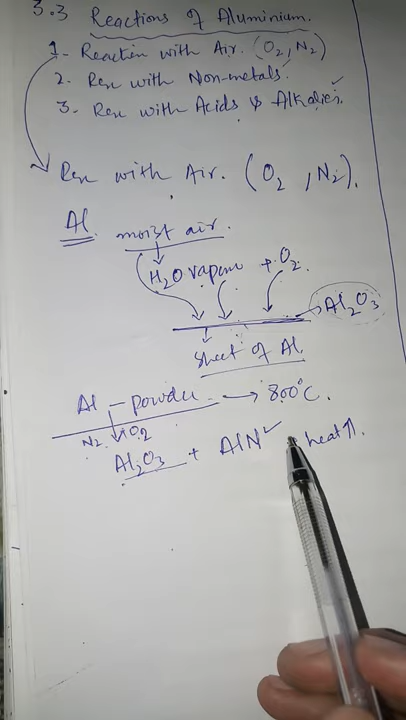 3.3 Reactions of Aluminium.
1- Reaction with Air. (O2, N2)
2. Rxn with Non-metals.
3- Rxn with Acids & Alkalies.
Rxn with Air. (O2, N2).
Al. moist air.
H2O vapour + O2.
Al2O3
Sheet of Al.
Al - powder → 800°C.
N2 O2
Al2O3 + AlN heat↑.